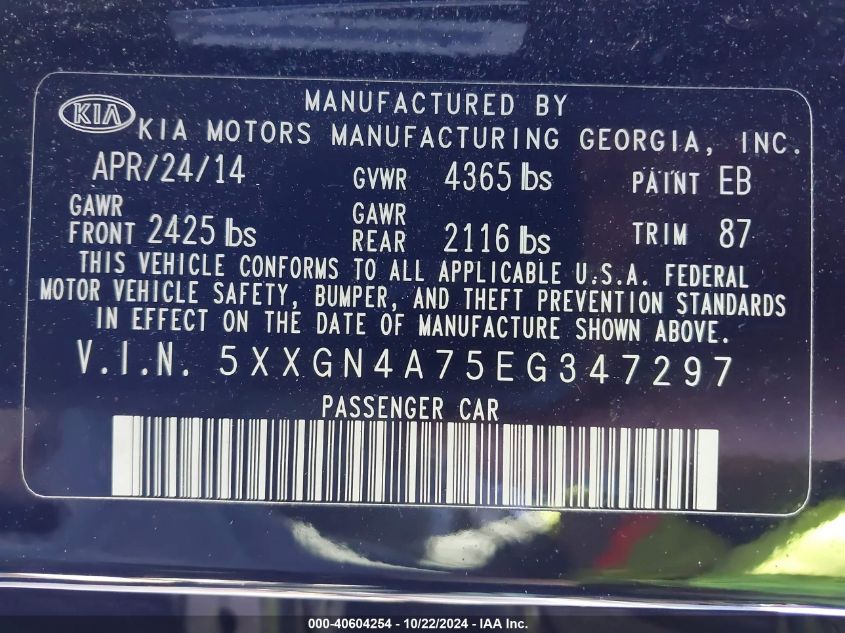 MANUFACTURED BY
KIA KIA MOTORS MANUFACTURING GEORGIA, INC.
APR/24/14 GVWR 4365 lbs PAINT EB
GAWR FRONT 2425 lbs GAWR REAR 2116 lbs TRIM 87
THIS VEHICLE CONFORMS TO ALL APPLICABLE U.S.A. FEDERAL
MOTOR VEHICLE SAFETY, BUMPER, AND THEFT PREVENTION STANDARDS
IN EFFECT ON THE DATE OF MANUFACTURE SHOWN ABOVE.
V.I.N. 5XXGN4A75EG347297
PASSENGER CAR
000-40604254 - 10/22/2024 - IAA Inc.